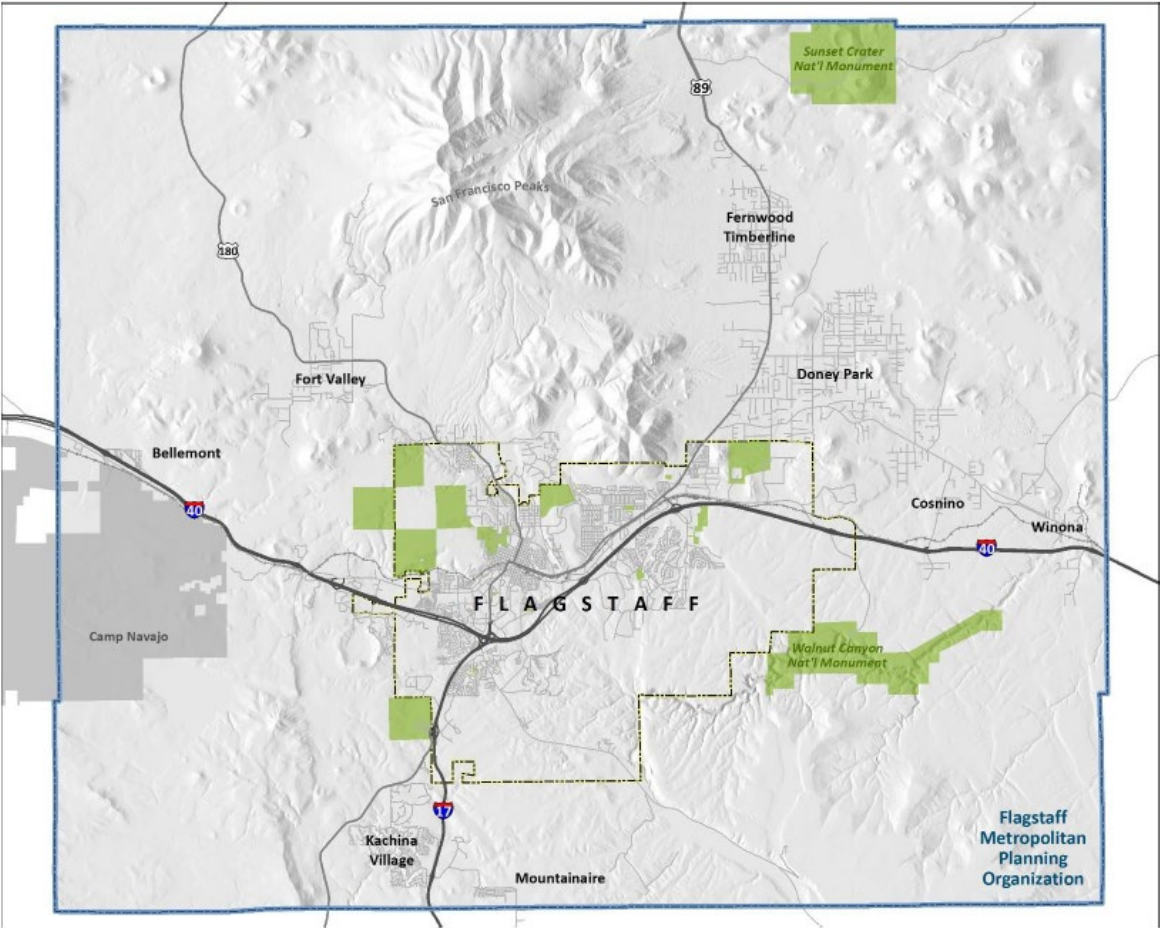 Sunset Crater
Nat'l Monument
89
San Francisco Peaks
Fernwood
Timberline
180
Fort Valley
Doney Park
Bellemont
40
Cosnino
Winona
40
FLAGSTAFF
Camp Navajo
Walnut Canyon
Nat'l Monument
17
Kachina
Village
Mountainaire
Flagstaff
Metropolitan
Planning
Organization